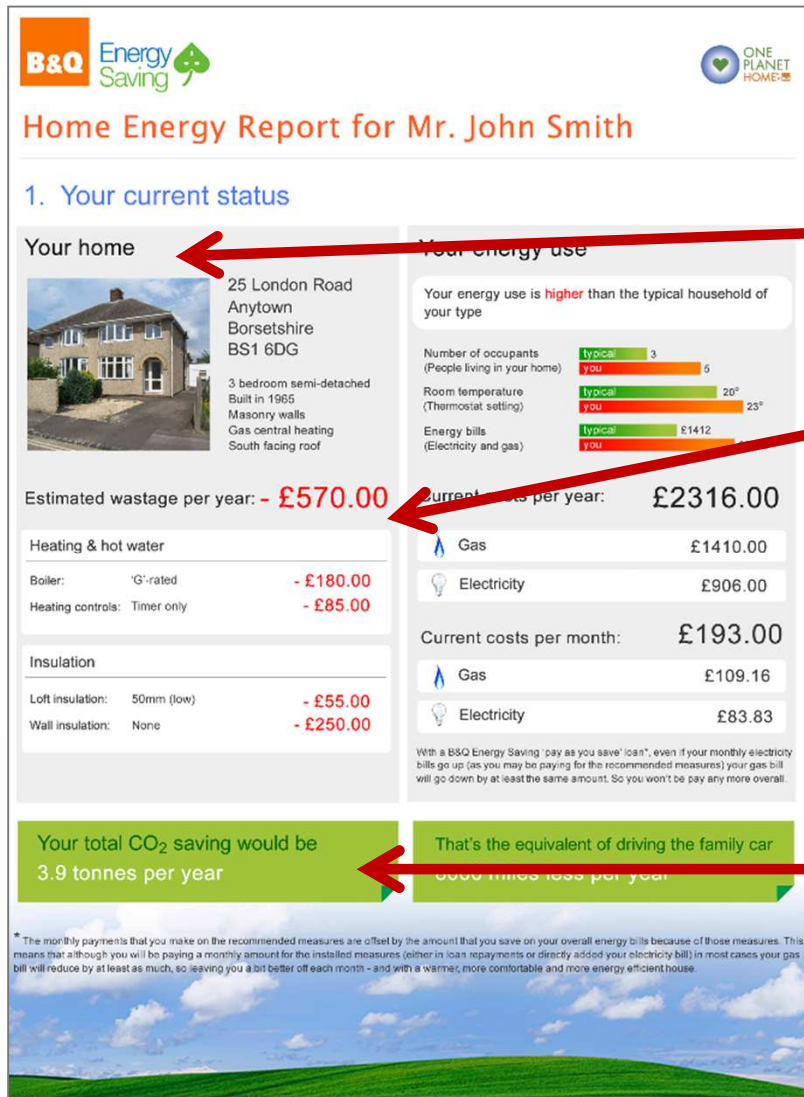 B&Q
Energy
Saving
ONE
PLANET
HOME
Home Energy Report for Mr. John Smith
1. Your current status
Your home
25 London Road
Anytown
Borsetshire
BS1 6DG
3 bedroom semi-detached
Built in 1965
Masonry walls
Gas central heating
South facing roof
Estimated wastage per year: - £570.00
Heating & hot water
Boiler: 'G'-rated - £180.00
Heating controls: Timer only - £85.00
Insulation
Loft insulation: 50mm (low) - £55.00
Wall insulation: None - £250.00
Your energy use
Your energy use is higher than the typical household of
your type
Number of occupants typical 3
(People living in your home) you 5
Room temperature typical 20°
(Thermostat setting) you 23°
Energy bills typical £1412
(Electricity and gas) you
Current costs per year: £2316.00
Gas £1410.00
Electricity £906.00
Current costs per month: £193.00
Gas £109.16
Electricity £83.83
With a B&Q Energy Saving 'pay as you save' loan*, even if your monthly electricity
bills go up (as you may be paying for the recommended measures) your gas bill
will go down by at least the same amount. So you won't be pay any more overall.
Your total CO₂ saving would be
3.9 tonnes per year
That's the equivalent of driving the family car
miles less per year
* The monthly payments that you make on the recommended measures are offset by the amount that you save on your overall energy bills because of those measures. This
means that although you will be paying a monthly amount for the installed measures (either in loan repayments or directly added your electricity bill) in most cases your gas
bill will reduce by at least as much, so leaving you a bit better off each month - and with a warmer, more comfortable and more energy efficient house.